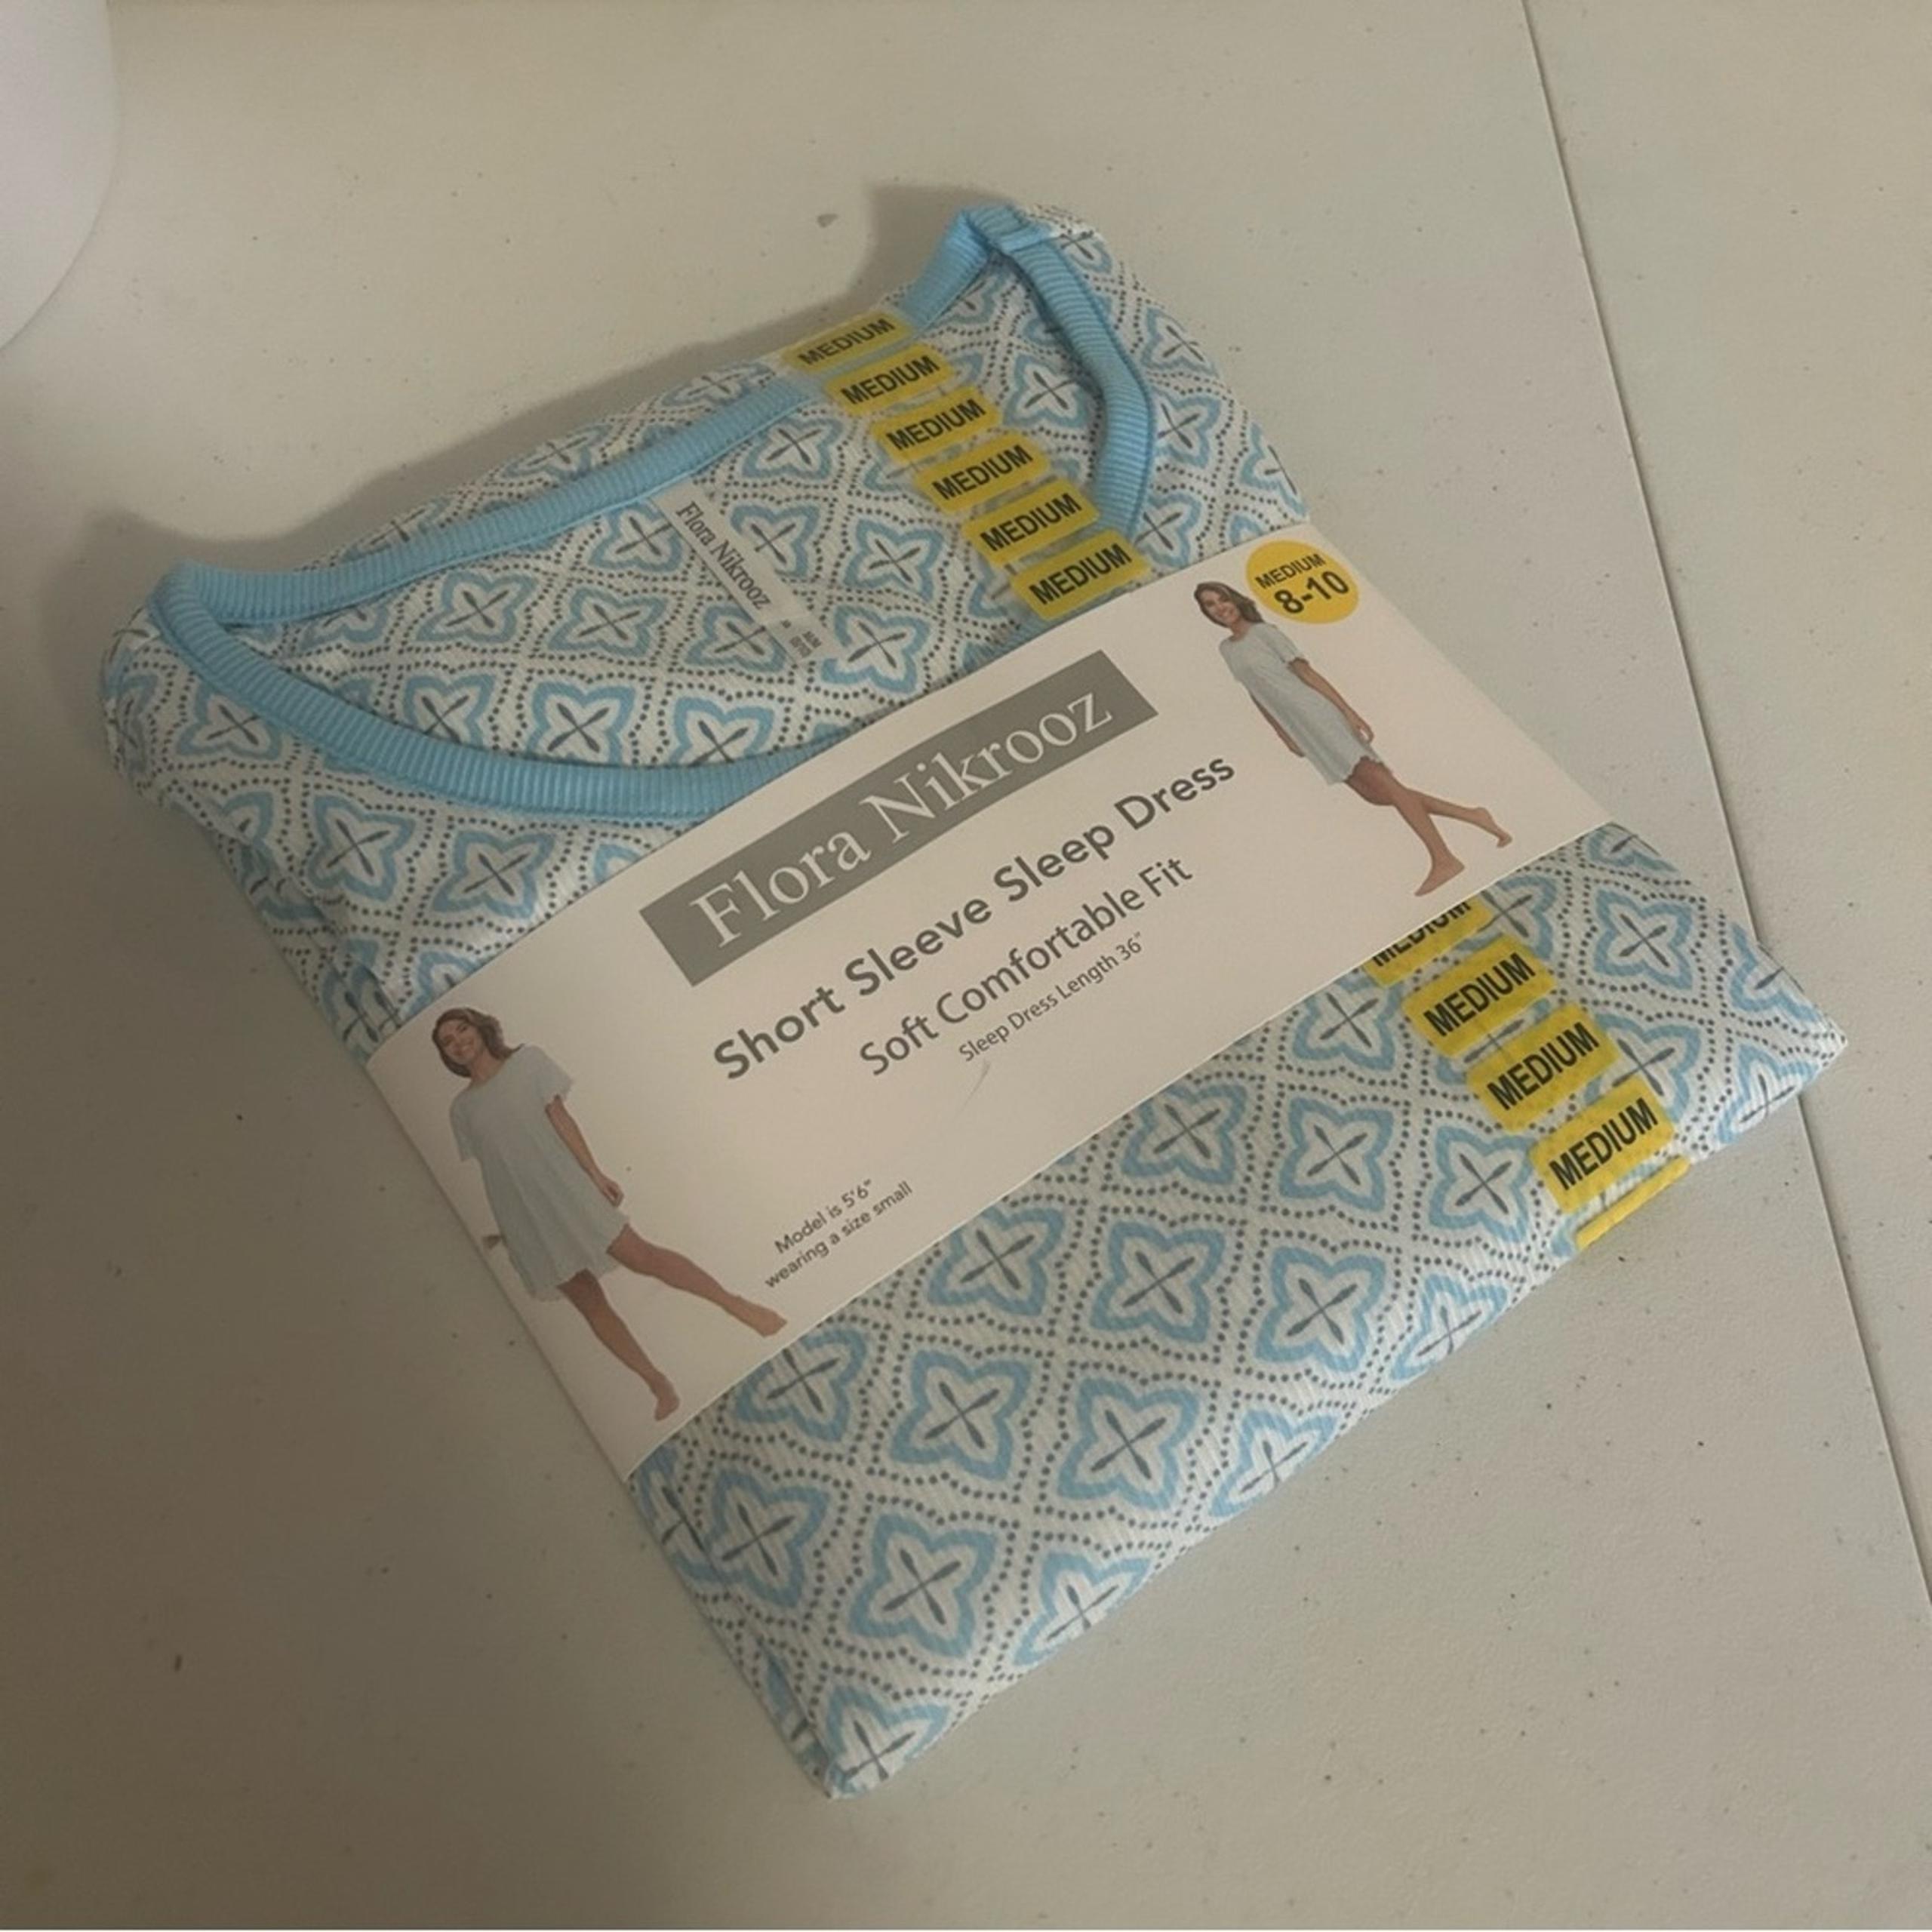 MEDIUM
MEDIUM
MEDIUM
MEDIUM
MEDIUM
MEDIUM
Flora Nikrooz
MEDIUM
8-10
Flora Nikrooz
Short Sleeve Sleep Dress
Soft Comfortable Fit
Sleep Dress Length 36"
Model is 5'6"
wearing a size small
MEDIUM
MEDIUM
MEDIUM
MEDIUM